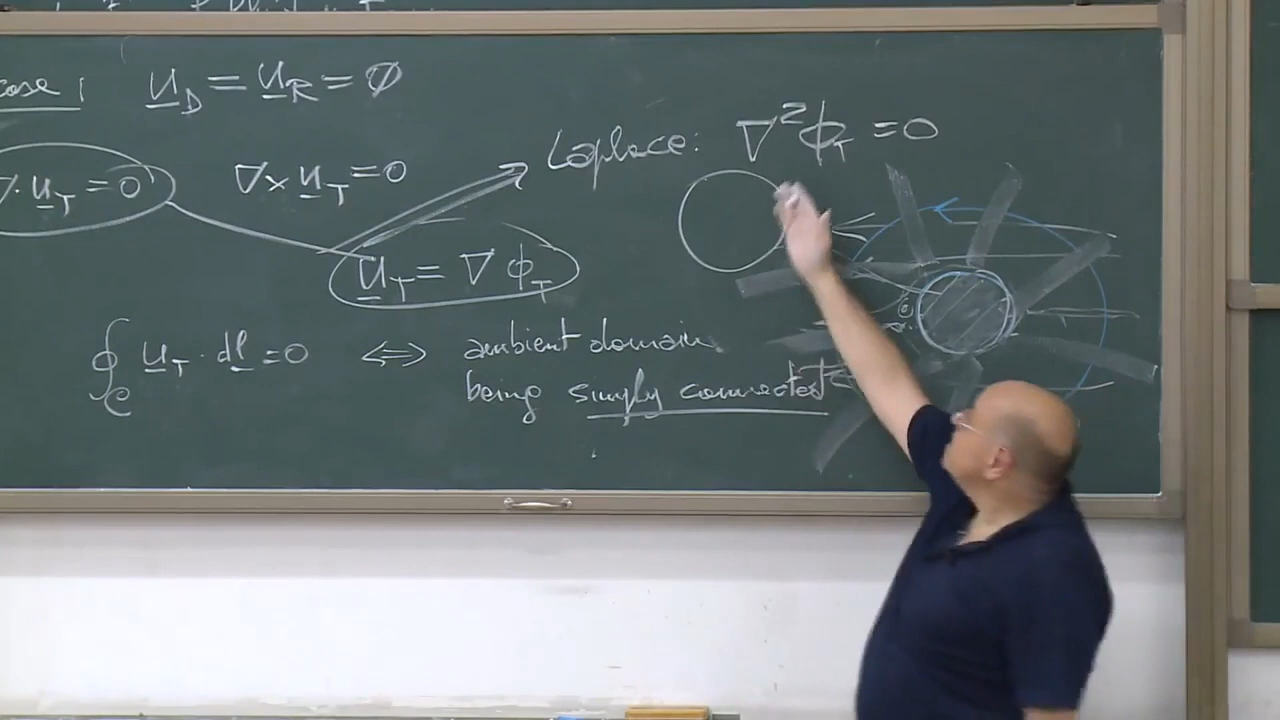 case 1 u_D = u_R = 0
∇·u_T = 0 ∇×u_T = 0
Laplace: ∇²ϕ_T = 0
u_T = ∇ϕ_T
∮_C u_T · dl = 0 ⇔ ambient domain
being simply connected